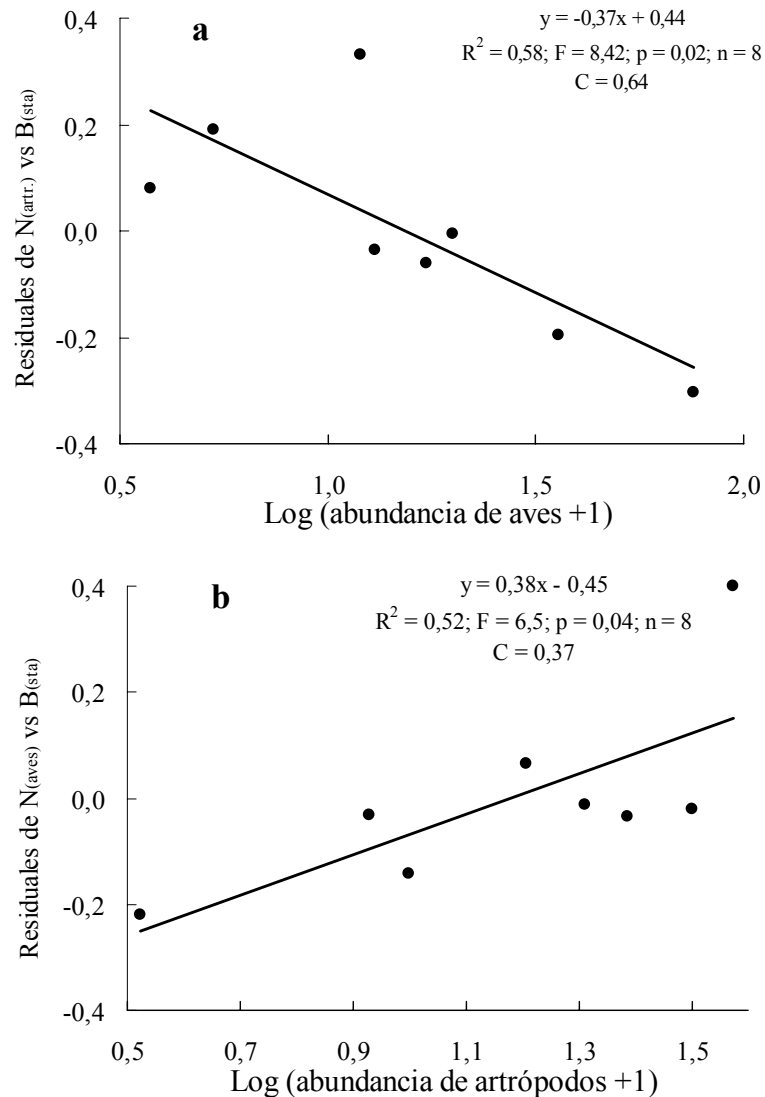 a
y = -0,37x + 0,44
R² = 0,58; F = 8,42; p = 0,02; n = 8
C = 0,64
Residuales de N(artr.) vs B(sta)
0,4
0,2
0,0
-0,2
-0,4
0,5 1,0 1,5 2,0
Log (abundancia de aves +1)
b
y = 0,38x - 0,45
R² = 0,52; F = 6,5; p = 0,04; n = 8
C = 0,37
Residuales de N(aves) vs B(sta)
0,4
0,2
0,0
-0,2
-0,4
0,5 0,7 0,9 1,1 1,3 1,5
Log (abundancia de artrópodos +1)